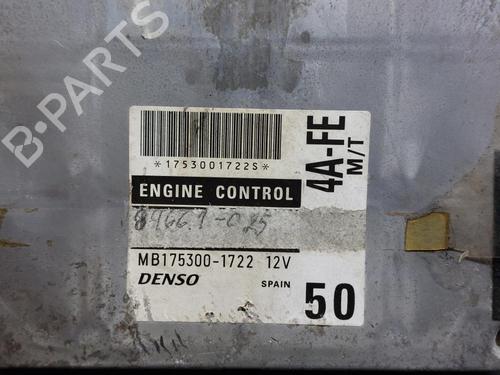 B-PARTS
*1753001722S*
ENGINE CONTROL
4A-FE
M/T
MB175300-1722 12V
DENSO
SPAIN
50